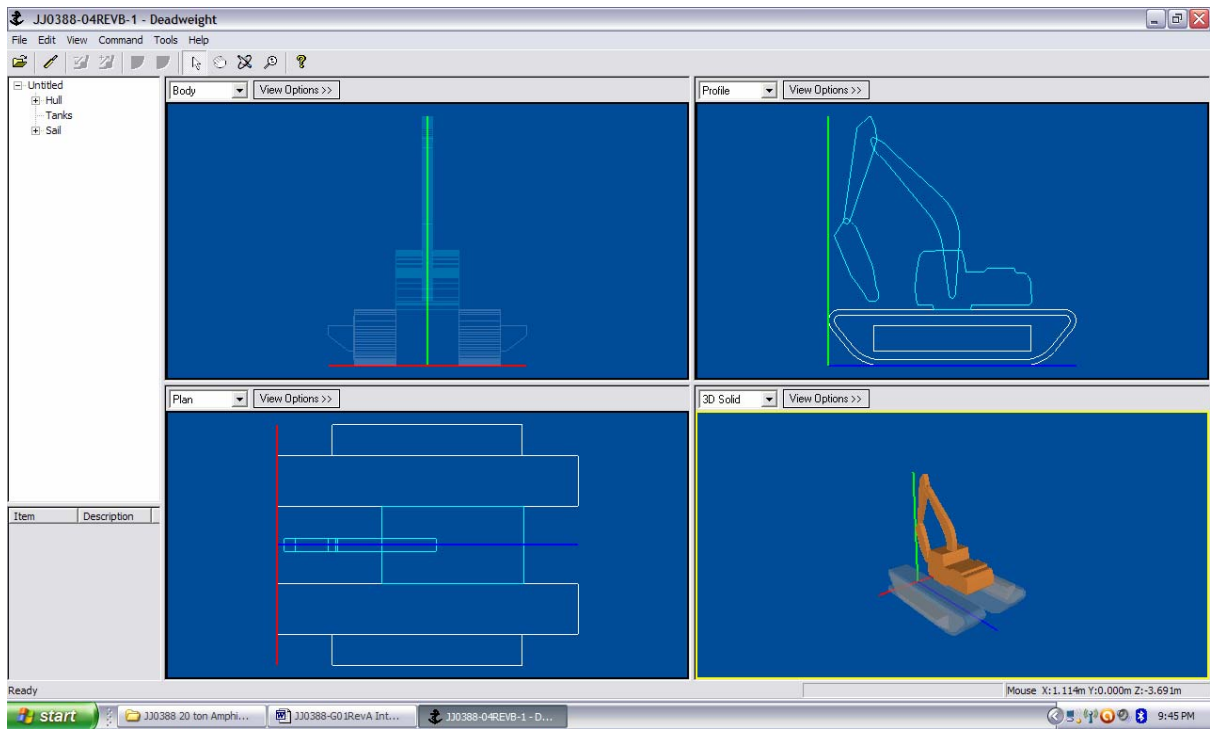 JJ0388-04REVB-1 - Deadweight
File Edit View Command Tools Help
Untitled
Hull
Tanks
Sail
Item Description
Body View Options >>
Profile View Options >>
Plan View Options >>
3D Solid View Options >>
Ready
Mouse X:1.114m Y:0.000m Z:-3.691m
start
JJ0388 20 ton Amphi...
JJ0388-G01RevA Int...
JJ0388-04REVB-1 - D...
9:45 PM